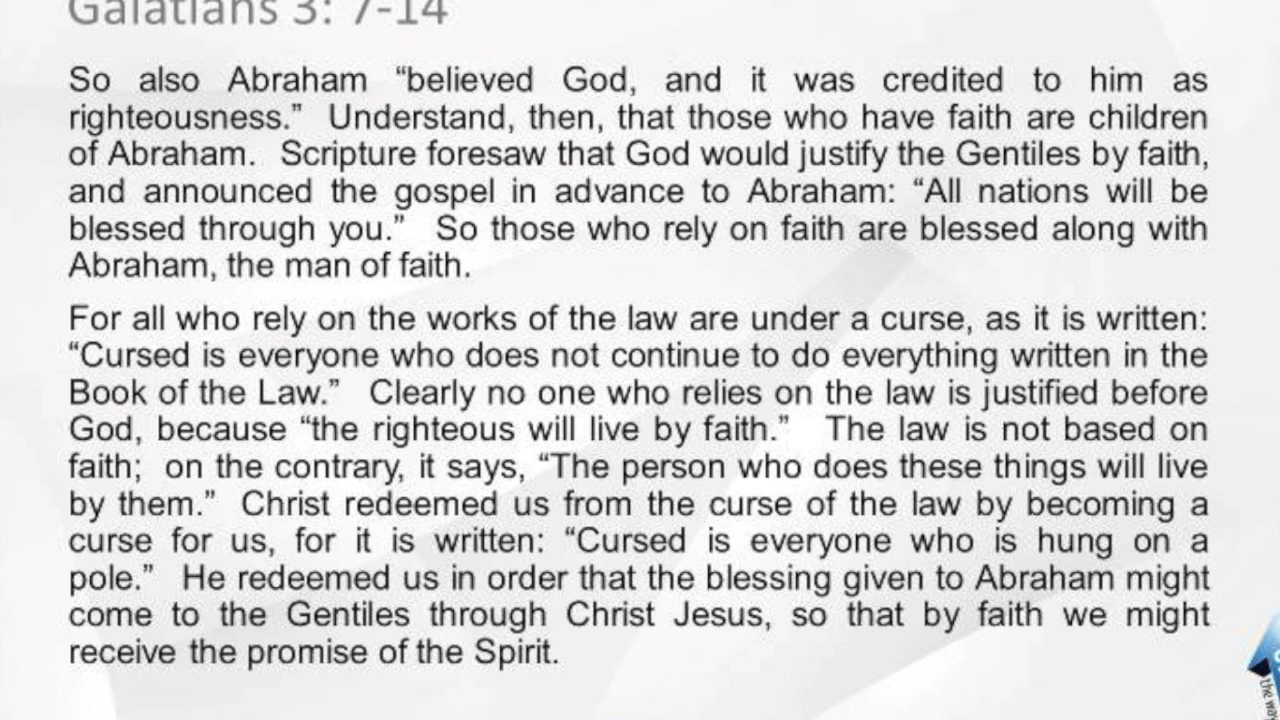 Galatians 3: 7-14
So also Abraham “believed God, and it was credited to him as
righteousness.” Understand, then, that those who have faith are children
of Abraham. Scripture foresaw that God would justify the Gentiles by faith,
and announced the gospel in advance to Abraham: “All nations will be
blessed through you.” So those who rely on faith are blessed along with
Abraham, the man of faith.
For all who rely on the works of the law are under a curse, as it is written:
“Cursed is everyone who does not continue to do everything written in the
Book of the Law.” Clearly no one who relies on the law is justified before
God, because “the righteous will live by faith.” The law is not based on
faith; on the contrary, it says, “The person who does these things will live
by them.” Christ redeemed us from the curse of the law by becoming a
curse for us, for it is written: “Cursed is everyone who is hung on a
pole.” He redeemed us in order that the blessing given to Abraham might
come to the Gentiles through Christ Jesus, so that by faith we might
receive the promise of the Spirit.
the